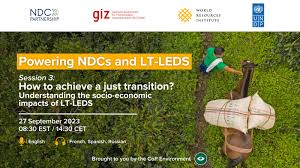 NDC
PARTNERSHIP
giz
WORLD
RESOURCES
INSTITUTE
UN
DP
Powering NDCs and LT-LEDS
Session 3:
How to achieve a just transition?
Understanding the socio-economic
impacts of LT-LEDS
27 September 2023
08:30 EST / 14:30 CET
English
French, Spanish, Russian
Brought to you by the CoP Environment